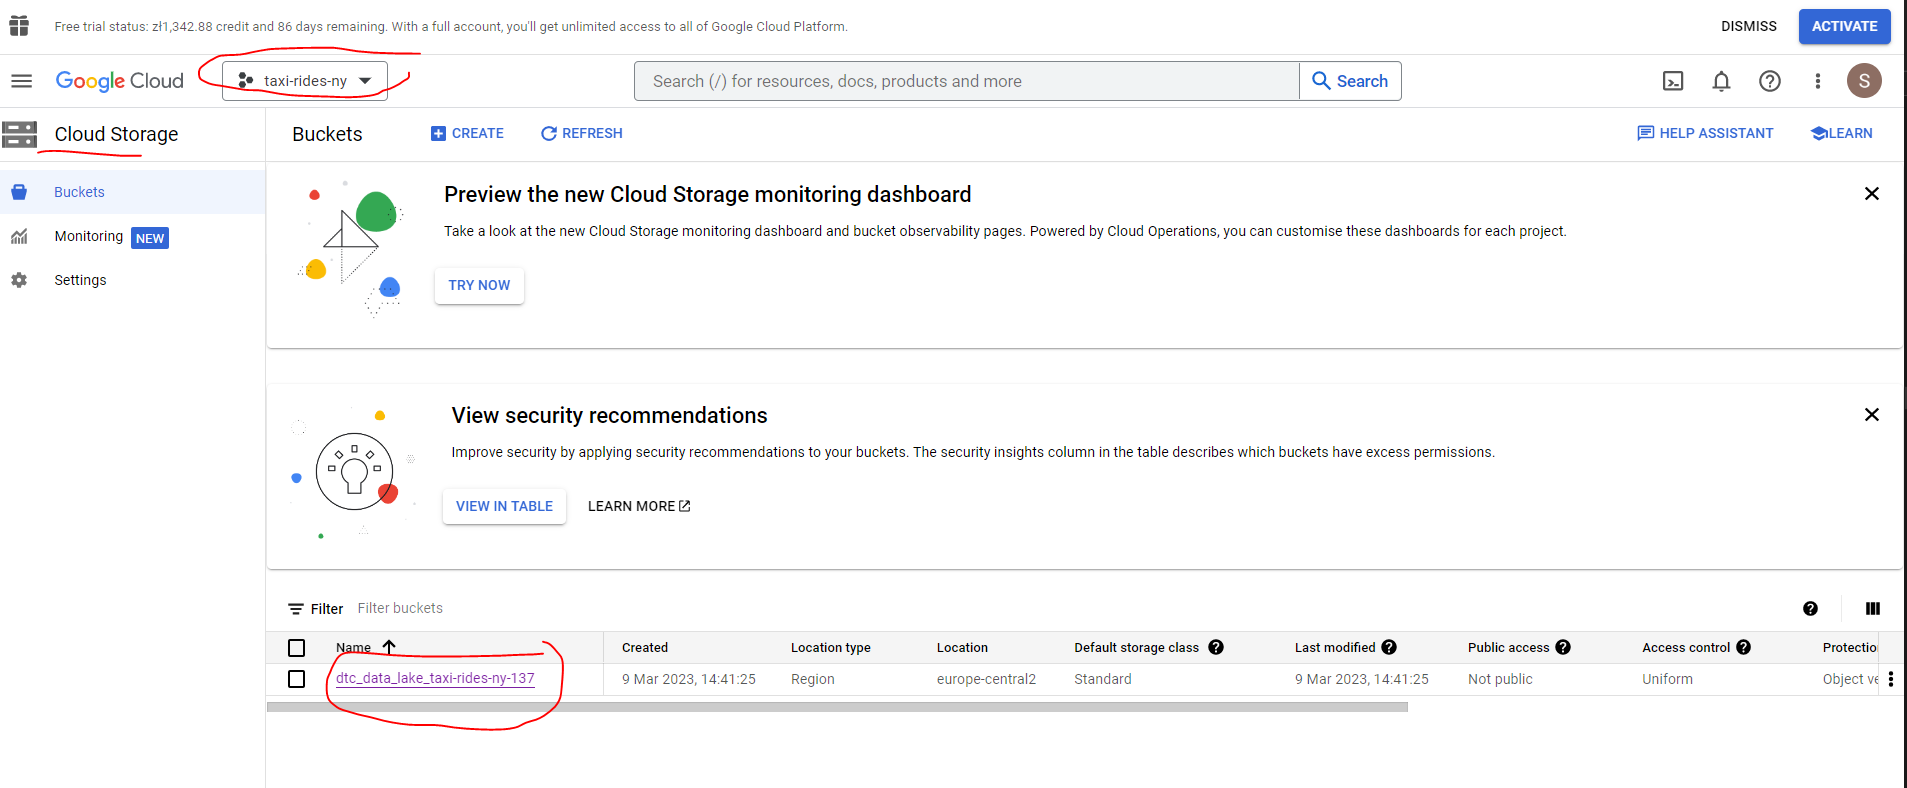 Free trial status: zł1,342.88 credit and 86 days remaining. With a full account, you'll get unlimited access to all of Google Cloud Platform.
DISMISS
ACTIVATE
Google Cloud
taxi-rides-ny
Search (/) for resources, docs, products and more
Search
S
Cloud Storage
Buckets
CREATE
REFRESH
HELP ASSISTANT
LEARN
Buckets
Monitoring NEW
Settings
Preview the new Cloud Storage monitoring dashboard
Take a look at the new Cloud Storage monitoring dashboard and bucket observability pages. Powered by Cloud Operations, you can customise these dashboards for each project.
TRY NOW
View security recommendations
Improve security by applying security recommendations to your buckets. The security insights column in the table describes which buckets have excess permissions.
VIEW IN TABLE
LEARN MORE
Filter Filter buckets
Name Created Location type Location Default storage class Last modified Public access Access control Protectio
dtc_data_lake_taxi-rides-ny-137 9 Mar 2023, 14:41:25 Region europe-central2 Standard 9 Mar 2023, 14:41:25 Not public Uniform Object ve